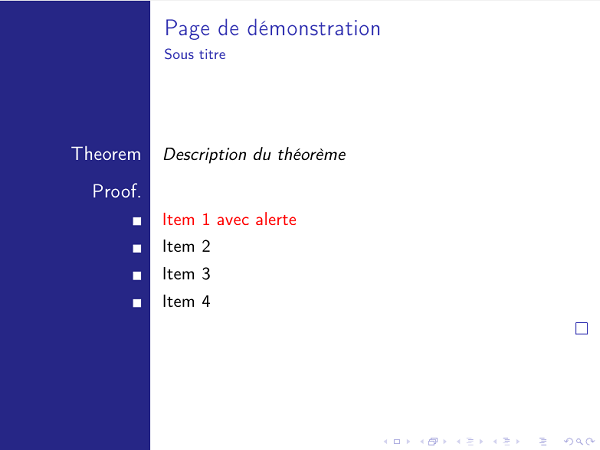 Page de démonstration
Sous titre
Theorem Description du théorème
Proof.
Item 1 avec alerte
Item 2
Item 3
Item 4